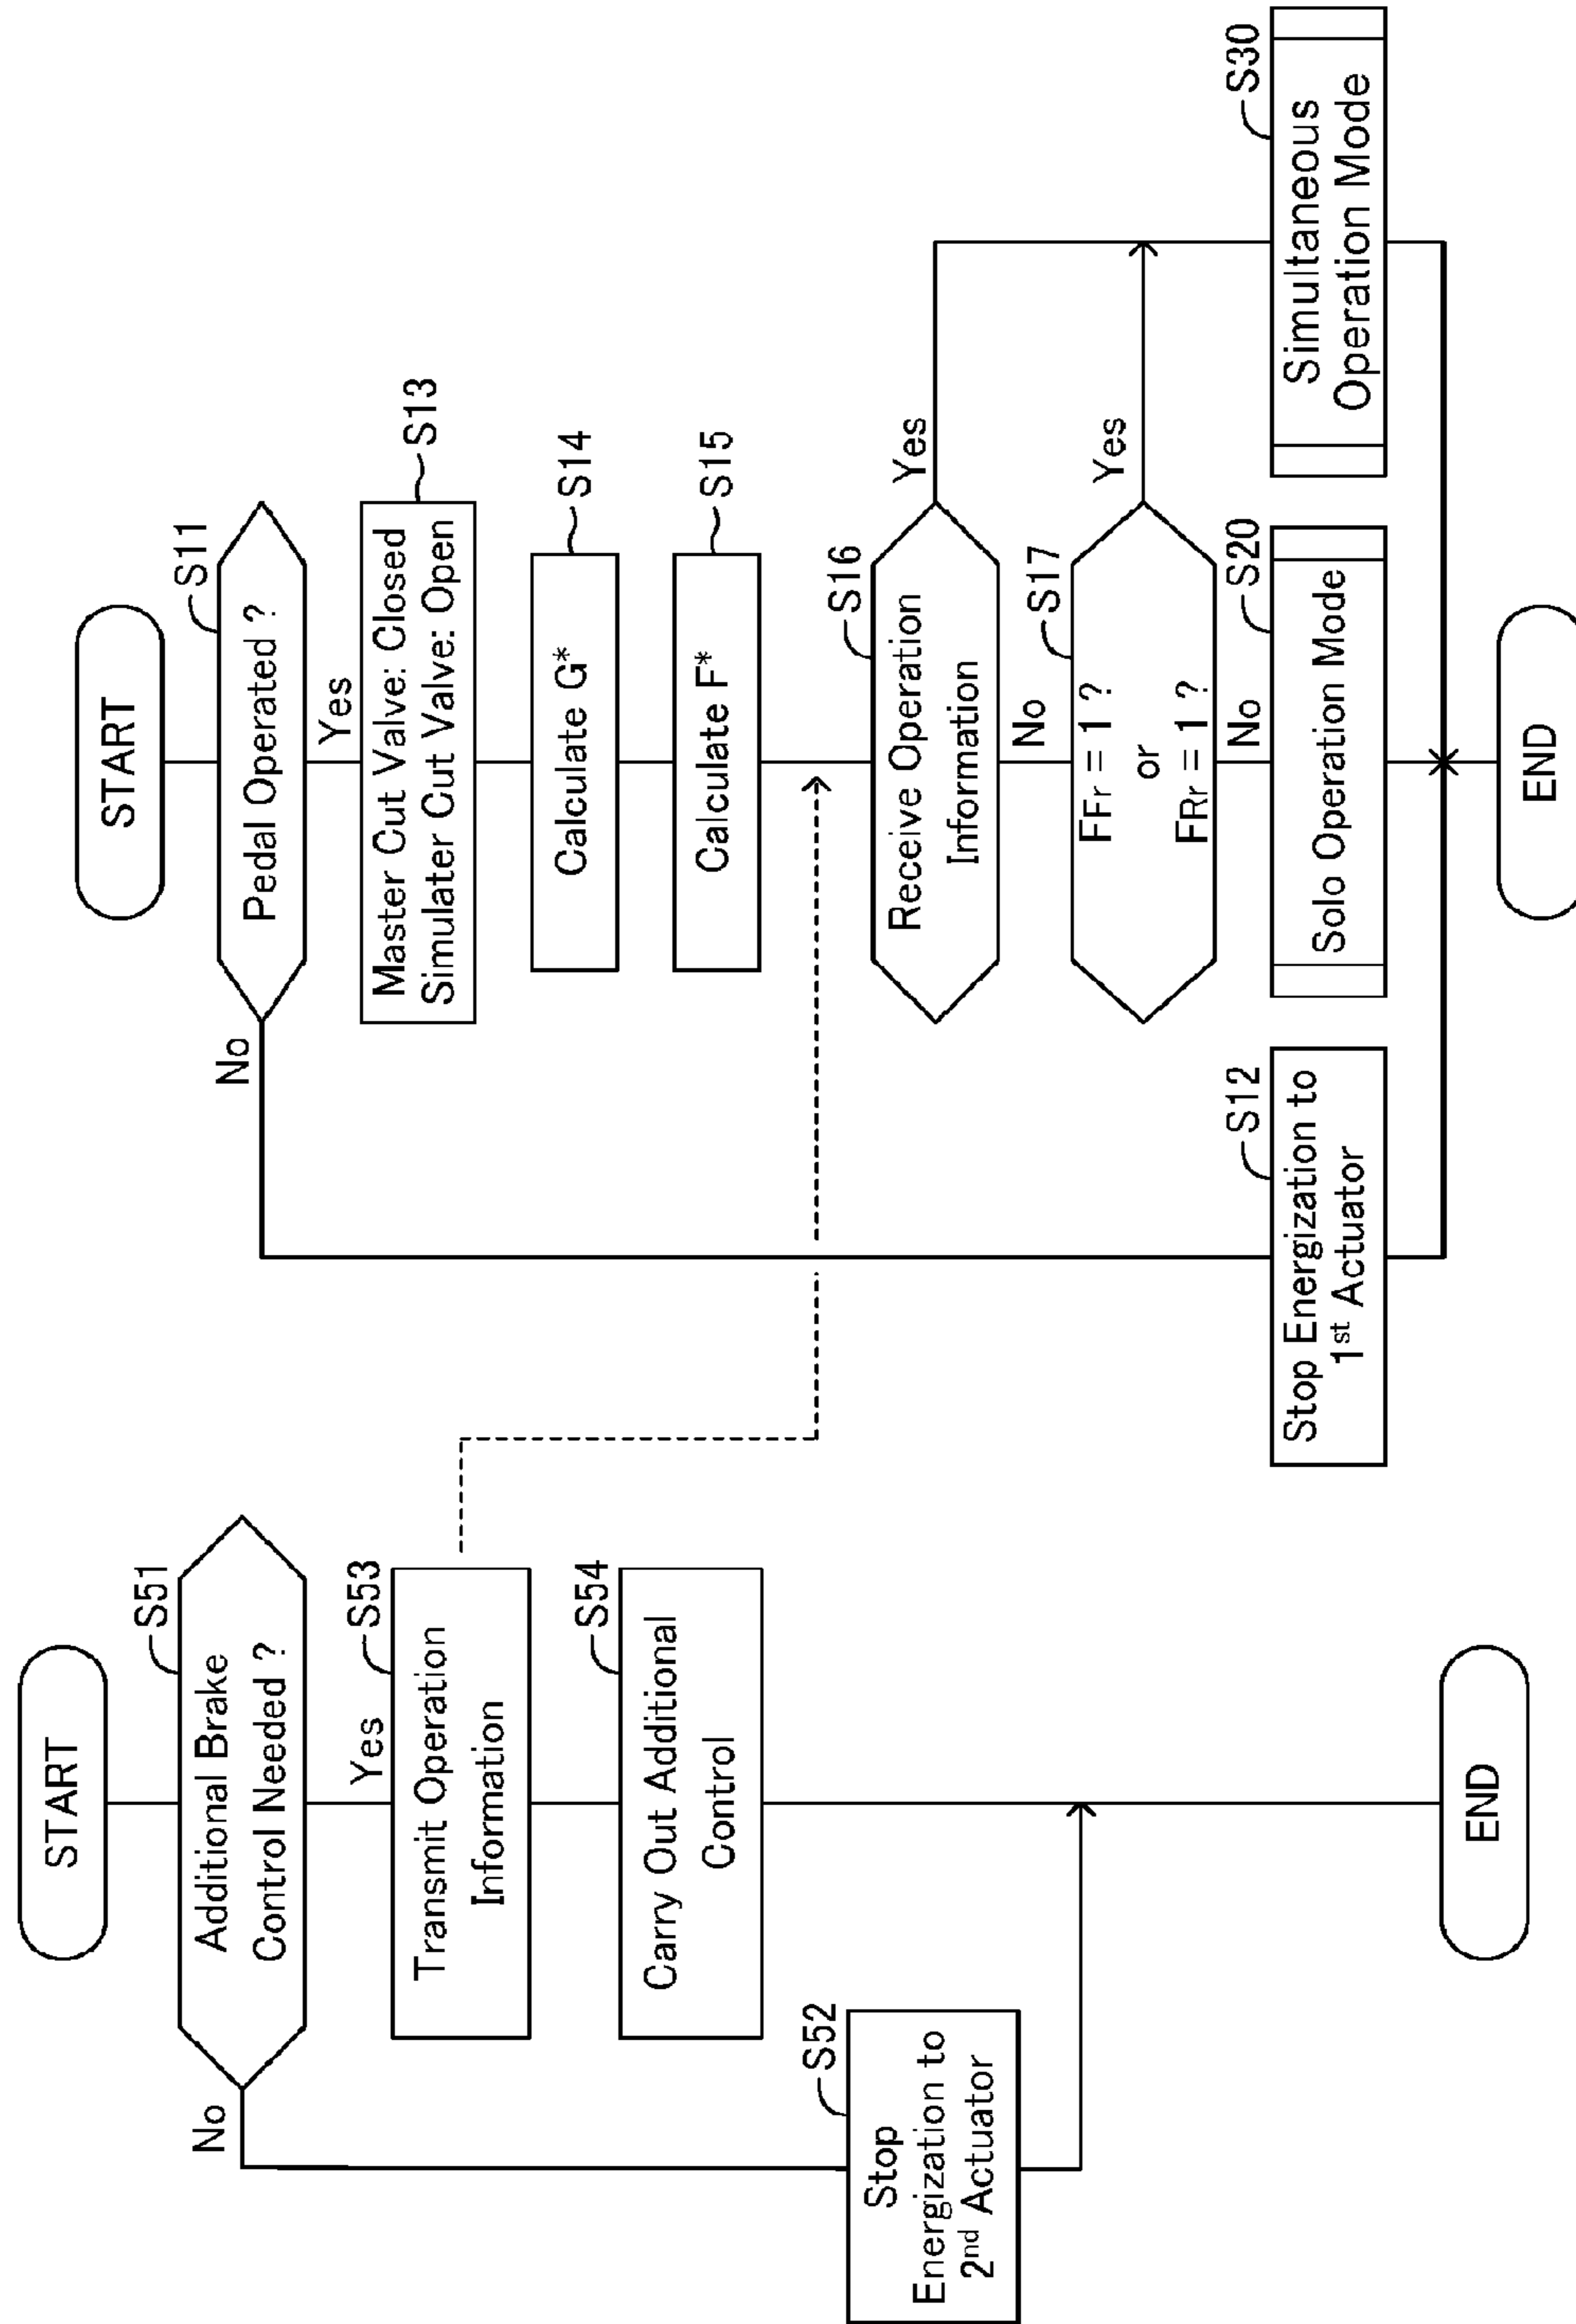 START
S51
Additional Brake
Control Needed ?
No
Yes
S53
Transmit Operation
Information
S54
Carry Out Additional
Control
S52
Stop
Energization to
2nd Actuator
END
START
S11
Pedal Operated ?
No
Yes
S13
Master Cut Valve: Closed
Simulater Cut Valve: Open
S14
Calculate G*
S15
Calculate F*
S16
Receive Operation
Information
Yes
No
S17
FFr = 1 ?
or
FRr = 1 ?
Yes
No
S12
Stop Energization to
1st Actuator
S20
Solo Operation Mode
S30
Simultaneous
Operation Mode
END